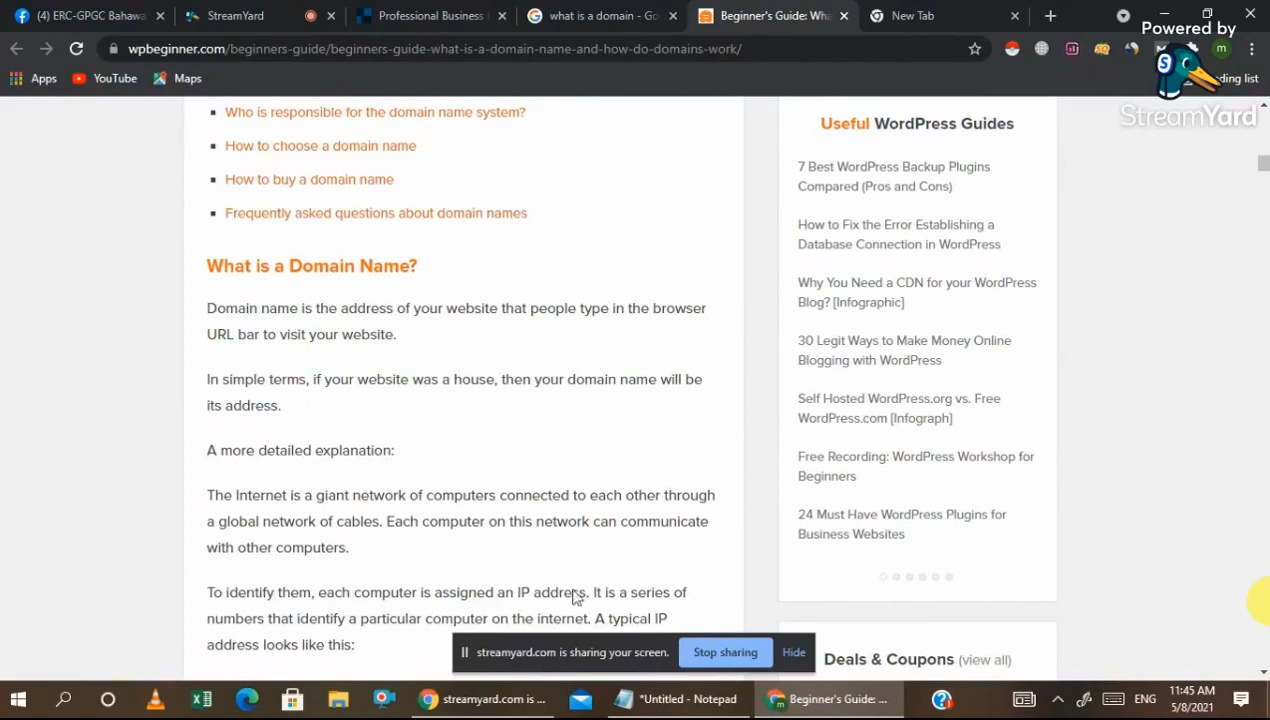 (4) ERC-GPGC Bahawa
StreamYard
Professional Business
what is a domain - Go
Beginner's Guide: Wha
New Tab
Powered by
wpbeginner.com/beginners-guide/beginners-guide-what-is-a-domain-name-and-how-do-domains-work/
m
Apps
YouTube
Maps
ding list
StreamYard
Who is responsible for the domain name system?
How to choose a domain name
How to buy a domain name
Frequently asked questions about domain names
What is a Domain Name?
Domain name is the address of your website that people type in the browser
URL bar to visit your website.
In simple terms, if your website was a house, then your domain name will be
its address.
A more detailed explanation:
The Internet is a giant network of computers connected to each other through
a global network of cables. Each computer on this network can communicate
with other computers.
To identify them, each computer is assigned an IP address. It is a series of
numbers that identify a particular computer on the internet. A typical IP
address looks like this:
Useful WordPress Guides
7 Best WordPress Backup Plugins
Compared (Pros and Cons)
How to Fix the Error Establishing a
Database Connection in WordPress
Why You Need a CDN for your WordPress
Blog? [Infographic]
30 Legit Ways to Make Money Online
Blogging with WordPress
Self Hosted WordPress.org vs. Free
WordPress.com [Infograph]
Free Recording: WordPress Workshop for
Beginners
24 Must Have WordPress Plugins for
Business Websites
Deals & Coupons (view all)
streamyard.com is sharing your screen.
Stop sharing
Hide
streamyard.com is ...
*Untitled - Notepad
Beginner's Guide: ...
ENG
11:45 AM
5/8/2021